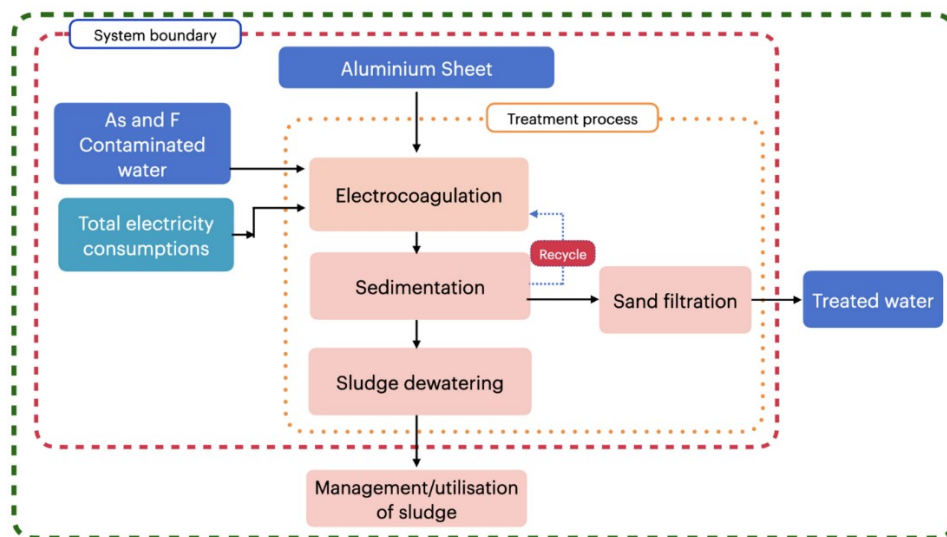 System boundary
Aluminium Sheet
As and F
Contaminated
water
Treatment process
Electrocoagulation
Total electricity
consumptions
Recycle
Sedimentation
Sand filtration
Treated water
Sludge dewatering
Management/utilisation
of sludge